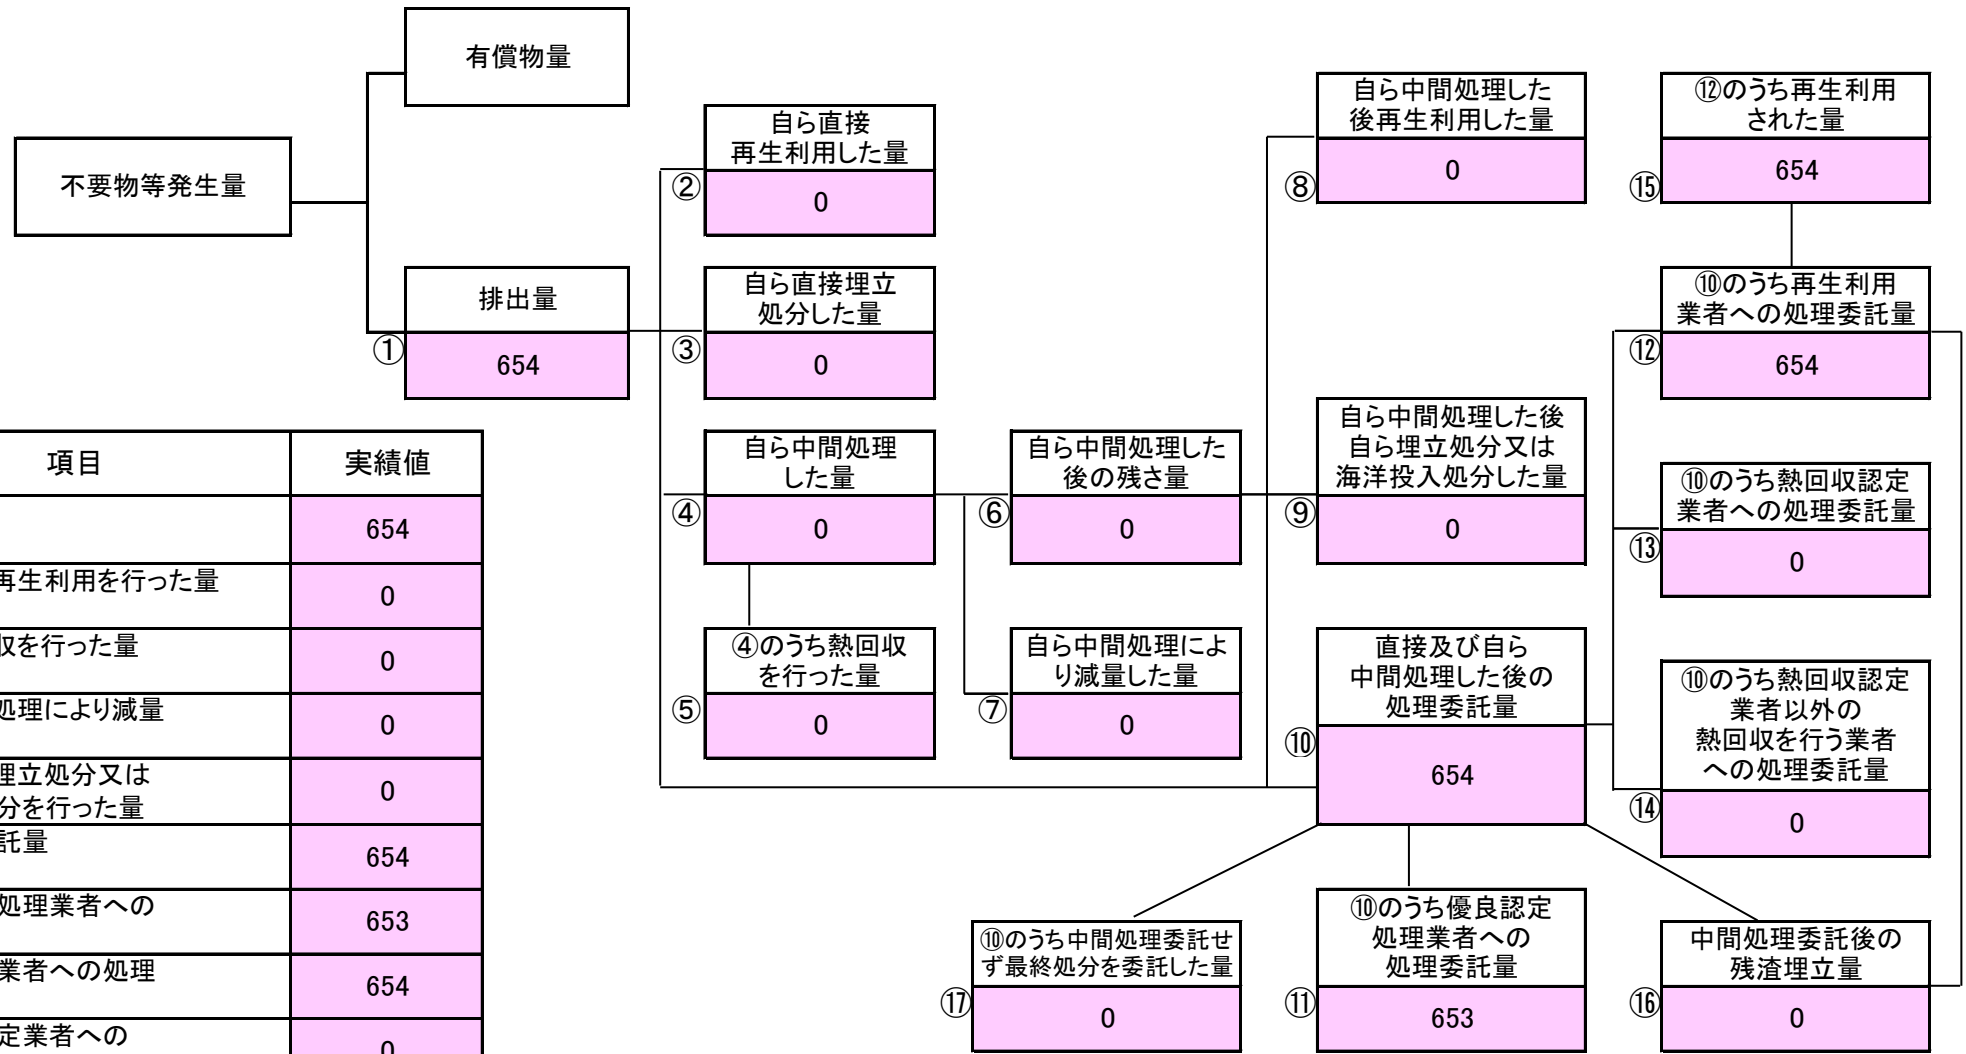 有償物量
不要物等発生量
排出量
①
654
自ら直接
再生利用した量
②
0
自ら直接埋立
処分した量
③
0
自ら中間処理
した量
④
0
④のうち熱回収
を行った量
⑤
0
自ら中間処理した
後の残さ量
⑥
0
自ら中間処理によ
り減量した量
⑦
0
自ら中間処理した
後再生利用した量
⑧
0
自ら中間処理した後
自ら埋立処分又は
海洋投入処分した量
⑨
0
直接及び自ら
中間処理した後の
処理委託量
⑩
654
⑫のうち再生利用
された量
⑮
654
⑩のうち再生利用
業者への処理委託量
⑫
654
⑩のうち熱回収認定
業者への処理委託量
⑬
0
⑩のうち熱回収認定
業者以外の
熱回収を行う業者
への処理委託量
⑭
0
⑩のうち中間処理委託せ
ず最終処分を委託した量
⑰
0
⑩のうち優良認定
処理業者への
処理委託量
⑪
653
中間処理委託後の
残渣埋立量
⑯
0
項目 実績値
654
再生利用を行った量
0
収を行った量
0
処理により減量
0
埋立処分又は
分を行った量
0
託量
654
処理業者への
653
業者への処理
654
定業者への
0